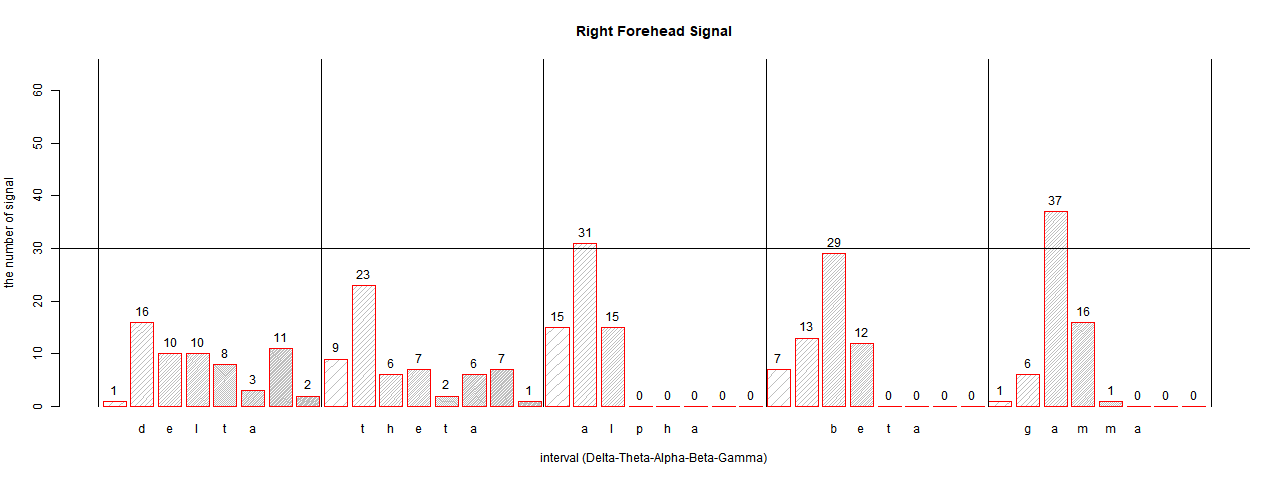 Right Forehead Signal
the number of signal
60
50
40
30
20
10
0
1 16 10 10 8 3 11 2 9 23 6 7 2 6 7 1 15 31 15 0 0 0 0 0 7 13 29 12 0 0 0 0 1 6 37 16 1 0 0 0
d e l t a t h e t a a l p h a b e t a g a m m a
interval (Delta-Theta-Alpha-Beta-Gamma)